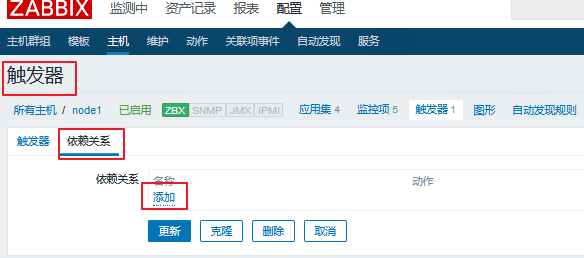 ZABBIX 监测中 资产记录 报表 配置 管理
主机群组 模板 主机 维护 动作 关联项事件 自动发现 服务
触发器
所有主机 / node1 已启用 ZBX SNMP JMX IPMI 应用集 4 监控项 5 触发器 1 图形 自动发现规则
触发器 依赖关系
依赖关系 名称 动作
添加
更新 克隆 删除 取消